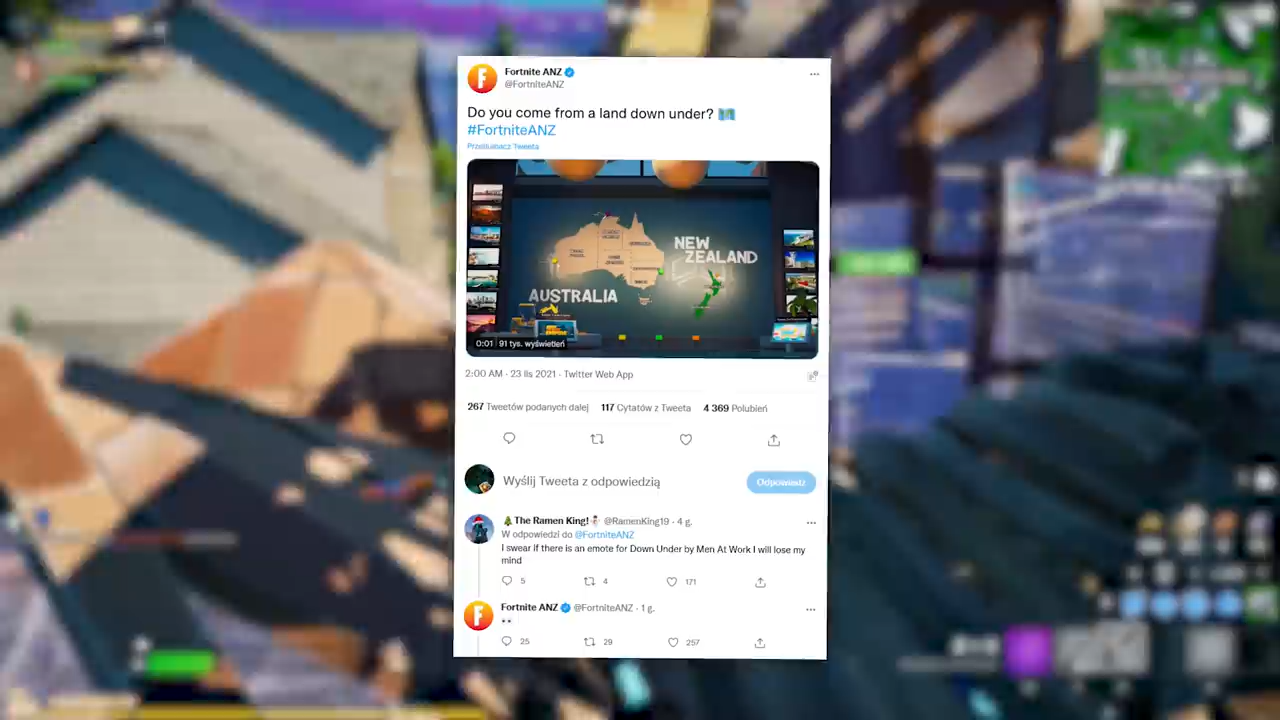 Fortnite ANZ
@FortniteANZ
Do you come from a land down under?
#FortniteANZ
Przetłumacz Tweeta
NEW
ZEALAND
AUSTRALIA
0:01 91 tys. wyświetleń
2:00 AM · 23 lis 2021 · Twitter Web App
267 Tweetów podanych dalej 117 Cytatów z Tweeta 4 369 Polubień
Wyślij Tweeta z odpowiedzią
Odpowiedz
The Ramen King! @RamenKing19 · 4 g.
W odpowiedzi do @FortniteANZ
I swear if there is an emote for Down Under by Men At Work I will lose my
mind
5 4 171
Fortnite ANZ @FortniteANZ · 1 g.
25 29 257